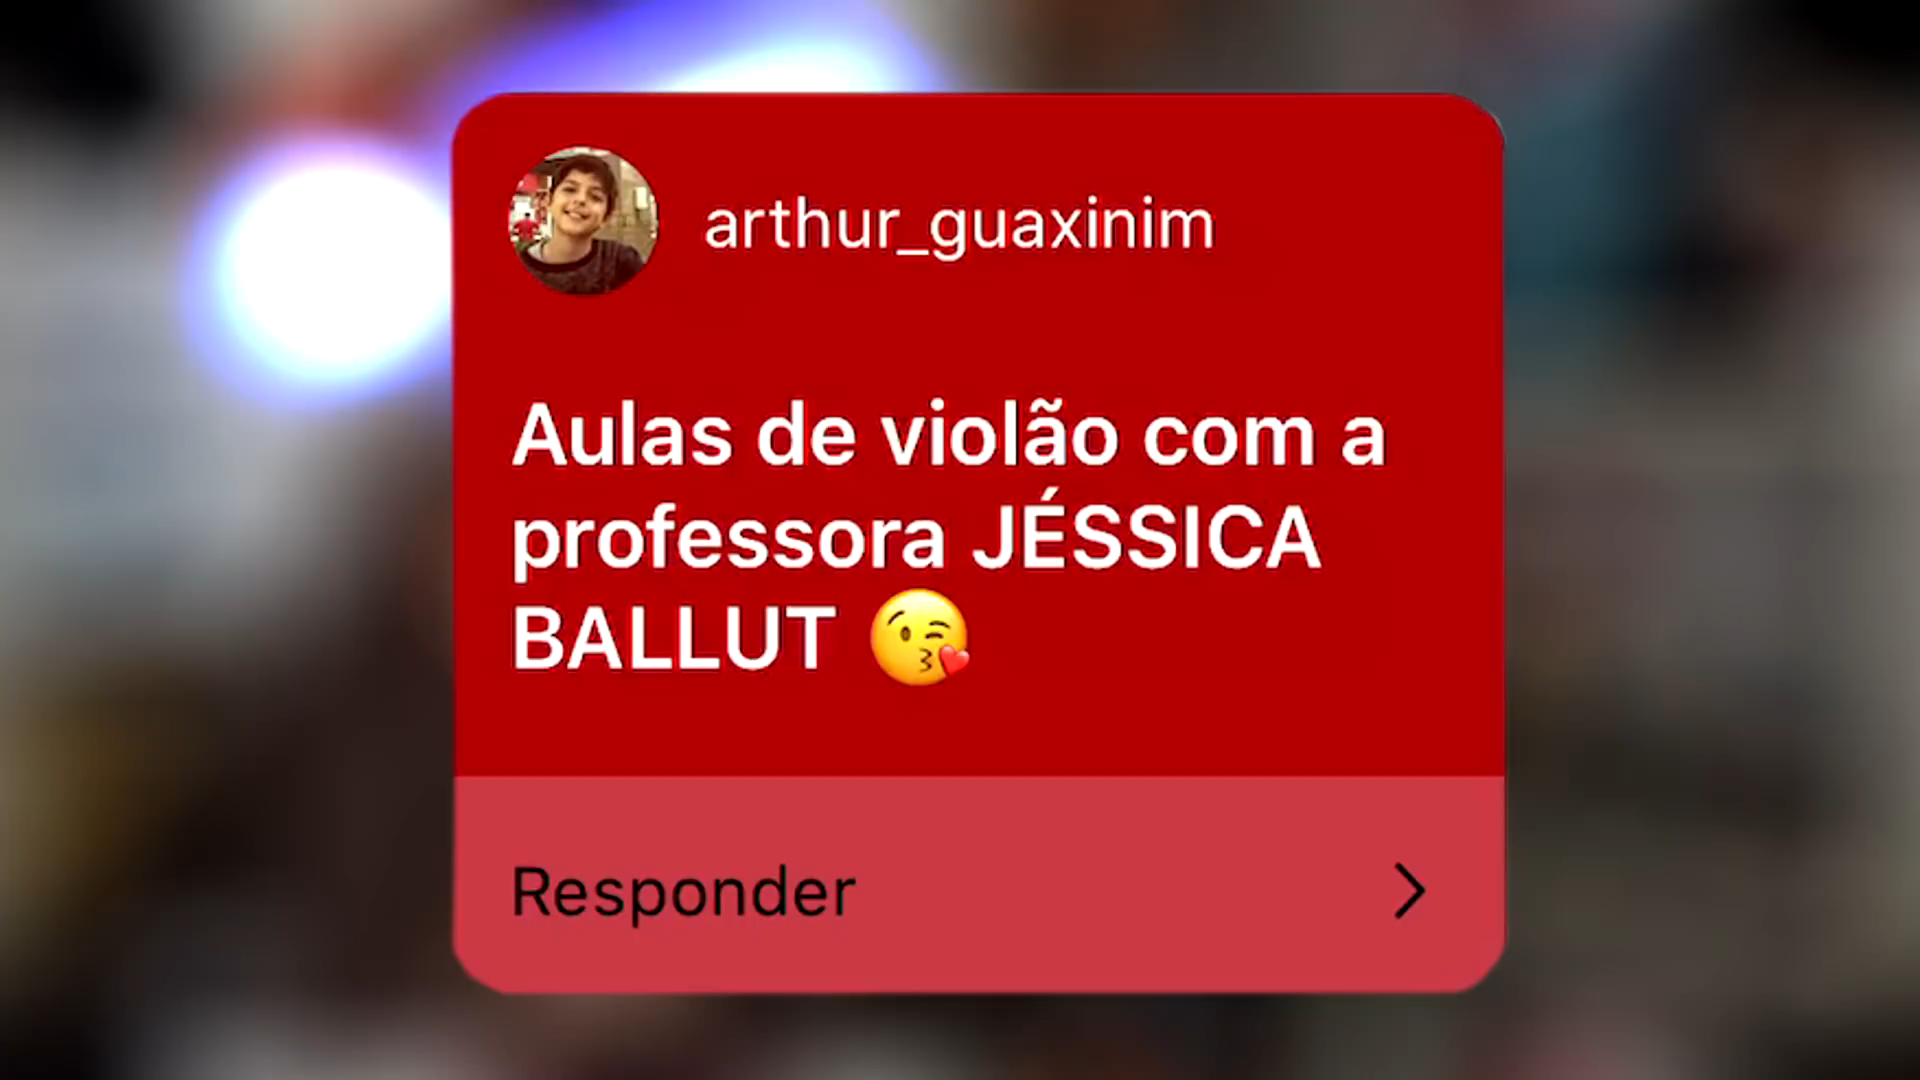 arthur_guaxinim
Aulas de violão com a
professora JÉSSICA
BALLUT 😘
Responder